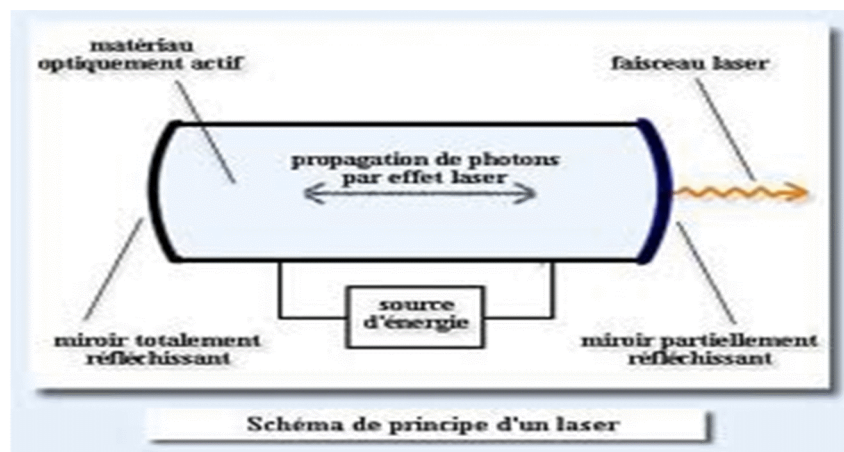 matériau
optiquement actif
faisceau laser
propagation de photons
par effet laser
source
d'énergie
miroir totalement
réfléchissant
miroir partiellement
réfléchissant
Schéma de principe d'un laser